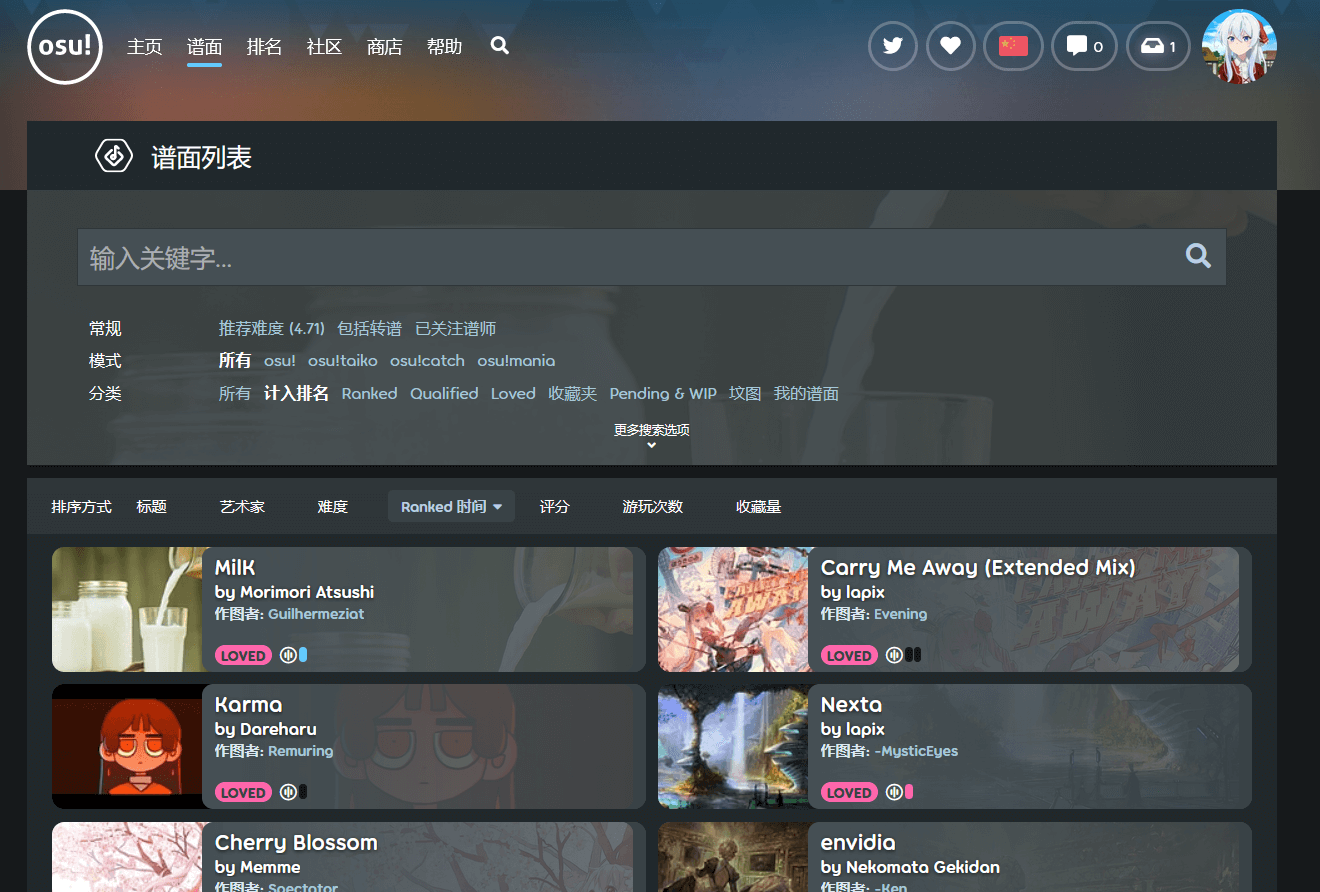 osu! 主页 谱面 排名 社区 商店 帮助 0 1
谱面列表
输入关键字...
常规 推荐难度 (4.71) 包括转谱 已关注谱师
模式 所有 osu! osu!taiko osu!catch osu!mania
分类 所有 计入排名 Ranked Qualified Loved 收藏夹 Pending & WIP 坟图 我的谱面
更多搜索选项
排序方式 标题 艺术家 难度 Ranked 时间 评分 游玩次数 收藏量
MilK
by Morimori Atsushi
作图者: Guilhermeziat
LOVED
Carry Me Away (Extended Mix)
by lapix
作图者: Evening
LOVED
Karma
by Dareharu
作图者: Remuring
LOVED
Nexta
by lapix
作图者: -MysticEyes
LOVED
Cherry Blossom
by Memme
作图者: Spectator
envidia
by Nekomata Gekidan
作图者: -Ken